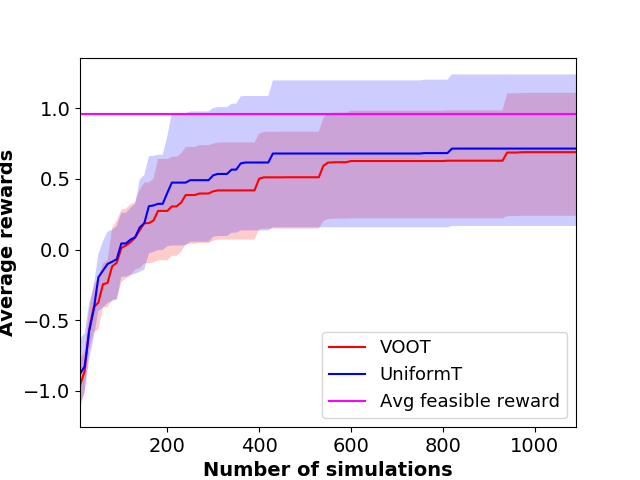 1.0
0.5
0.0
−0.5
−1.0
Average rewards
200
400
600
800
1000
Number of simulations
VOOT
UniformT
Avg feasible reward